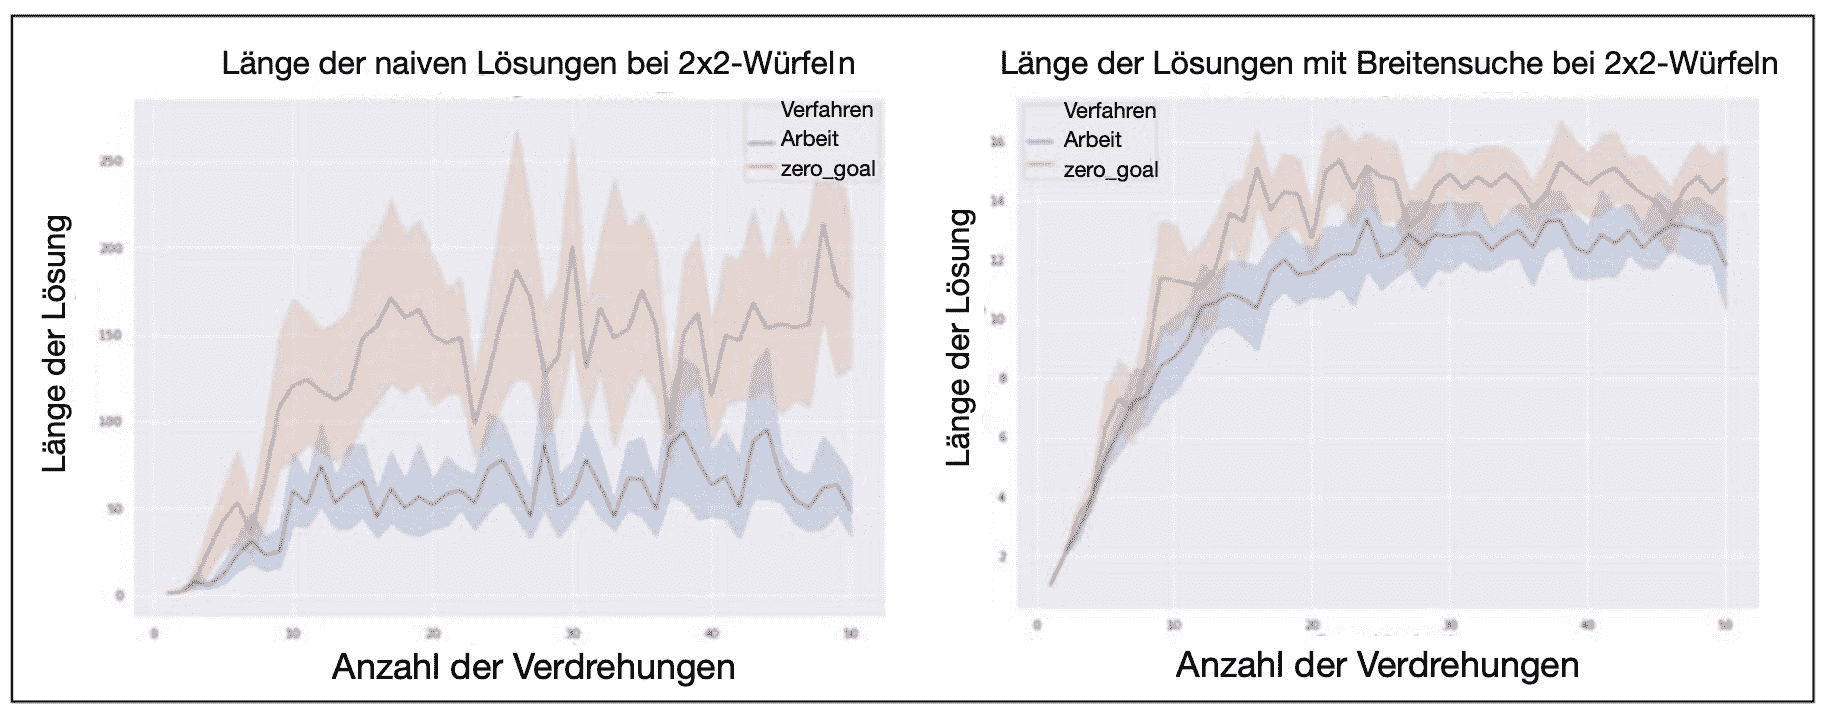 Länge der naiven Lösungen bei 2x2-Würfeln
Verfahren
Arbeit
zero_goal
250
200
150
100
50
0
Länge der Lösung
0 10 20 30 40 50
Anzahl der Verdrehungen
Länge der Lösungen mit Breitensuche bei 2x2-Würfeln
Verfahren
Arbeit
zero_goal
16
14
12
10
8
6
4
2
Länge der Lösung
0 10 20 30 40 50
Anzahl der Verdrehungen